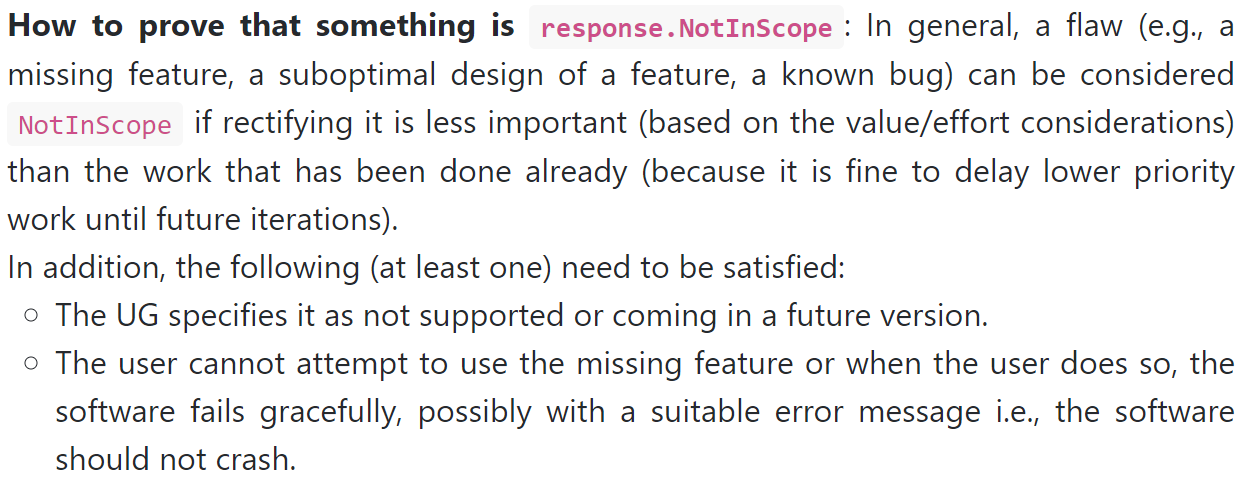 How to prove that something is response.NotInScope: In general, a flaw (e.g., a
missing feature, a suboptimal design of a feature, a known bug) can be considered
NotInScope if rectifying it is less important (based on the value/effort considerations)
than the work that has been done already (because it is fine to delay lower priority
work until future iterations).
In addition, the following (at least one) need to be satisfied:
○ The UG specifies it as not supported or coming in a future version.
○ The user cannot attempt to use the missing feature or when the user does so, the
software fails gracefully, possibly with a suitable error message i.e., the software
should not crash.